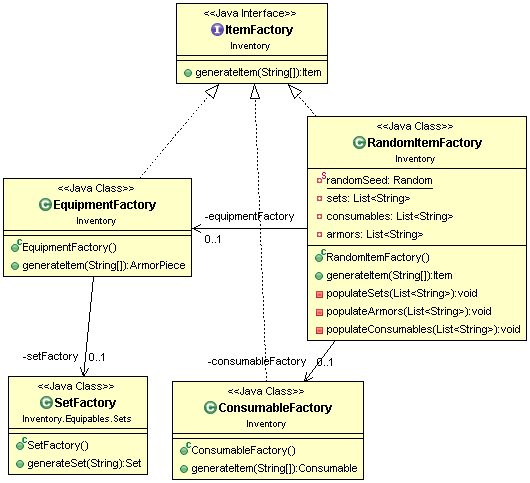 <<Java Interface>>
I ItemFactory
Inventory
generateItem(String[]):Item
<<Java Class>>
C RandomItemFactory
Inventory
S randomSeed: Random
sets: List<String>
consumables: List<String>
armors: List<String>
C RandomItemFactory()
generateItem(String[]):Item
populateSets(List<String>):void
populateArmors(List<String>):void
populateConsumables(List<String>):void
<<Java Class>>
C EquipmentFactory
Inventory
C EquipmentFactory()
generateItem(String[]):ArmorPiece
-equipmentFactory
0..1
-setFactory 0..1
-consumableFactory 0..1
<<Java Class>>
C SetFactory
Inventory.Equipables.Sets
C SetFactory()
generateSet(String):Set
<<Java Class>>
C ConsumableFactory
Inventory
C ConsumableFactory()
generateItem(String[]):Consumable